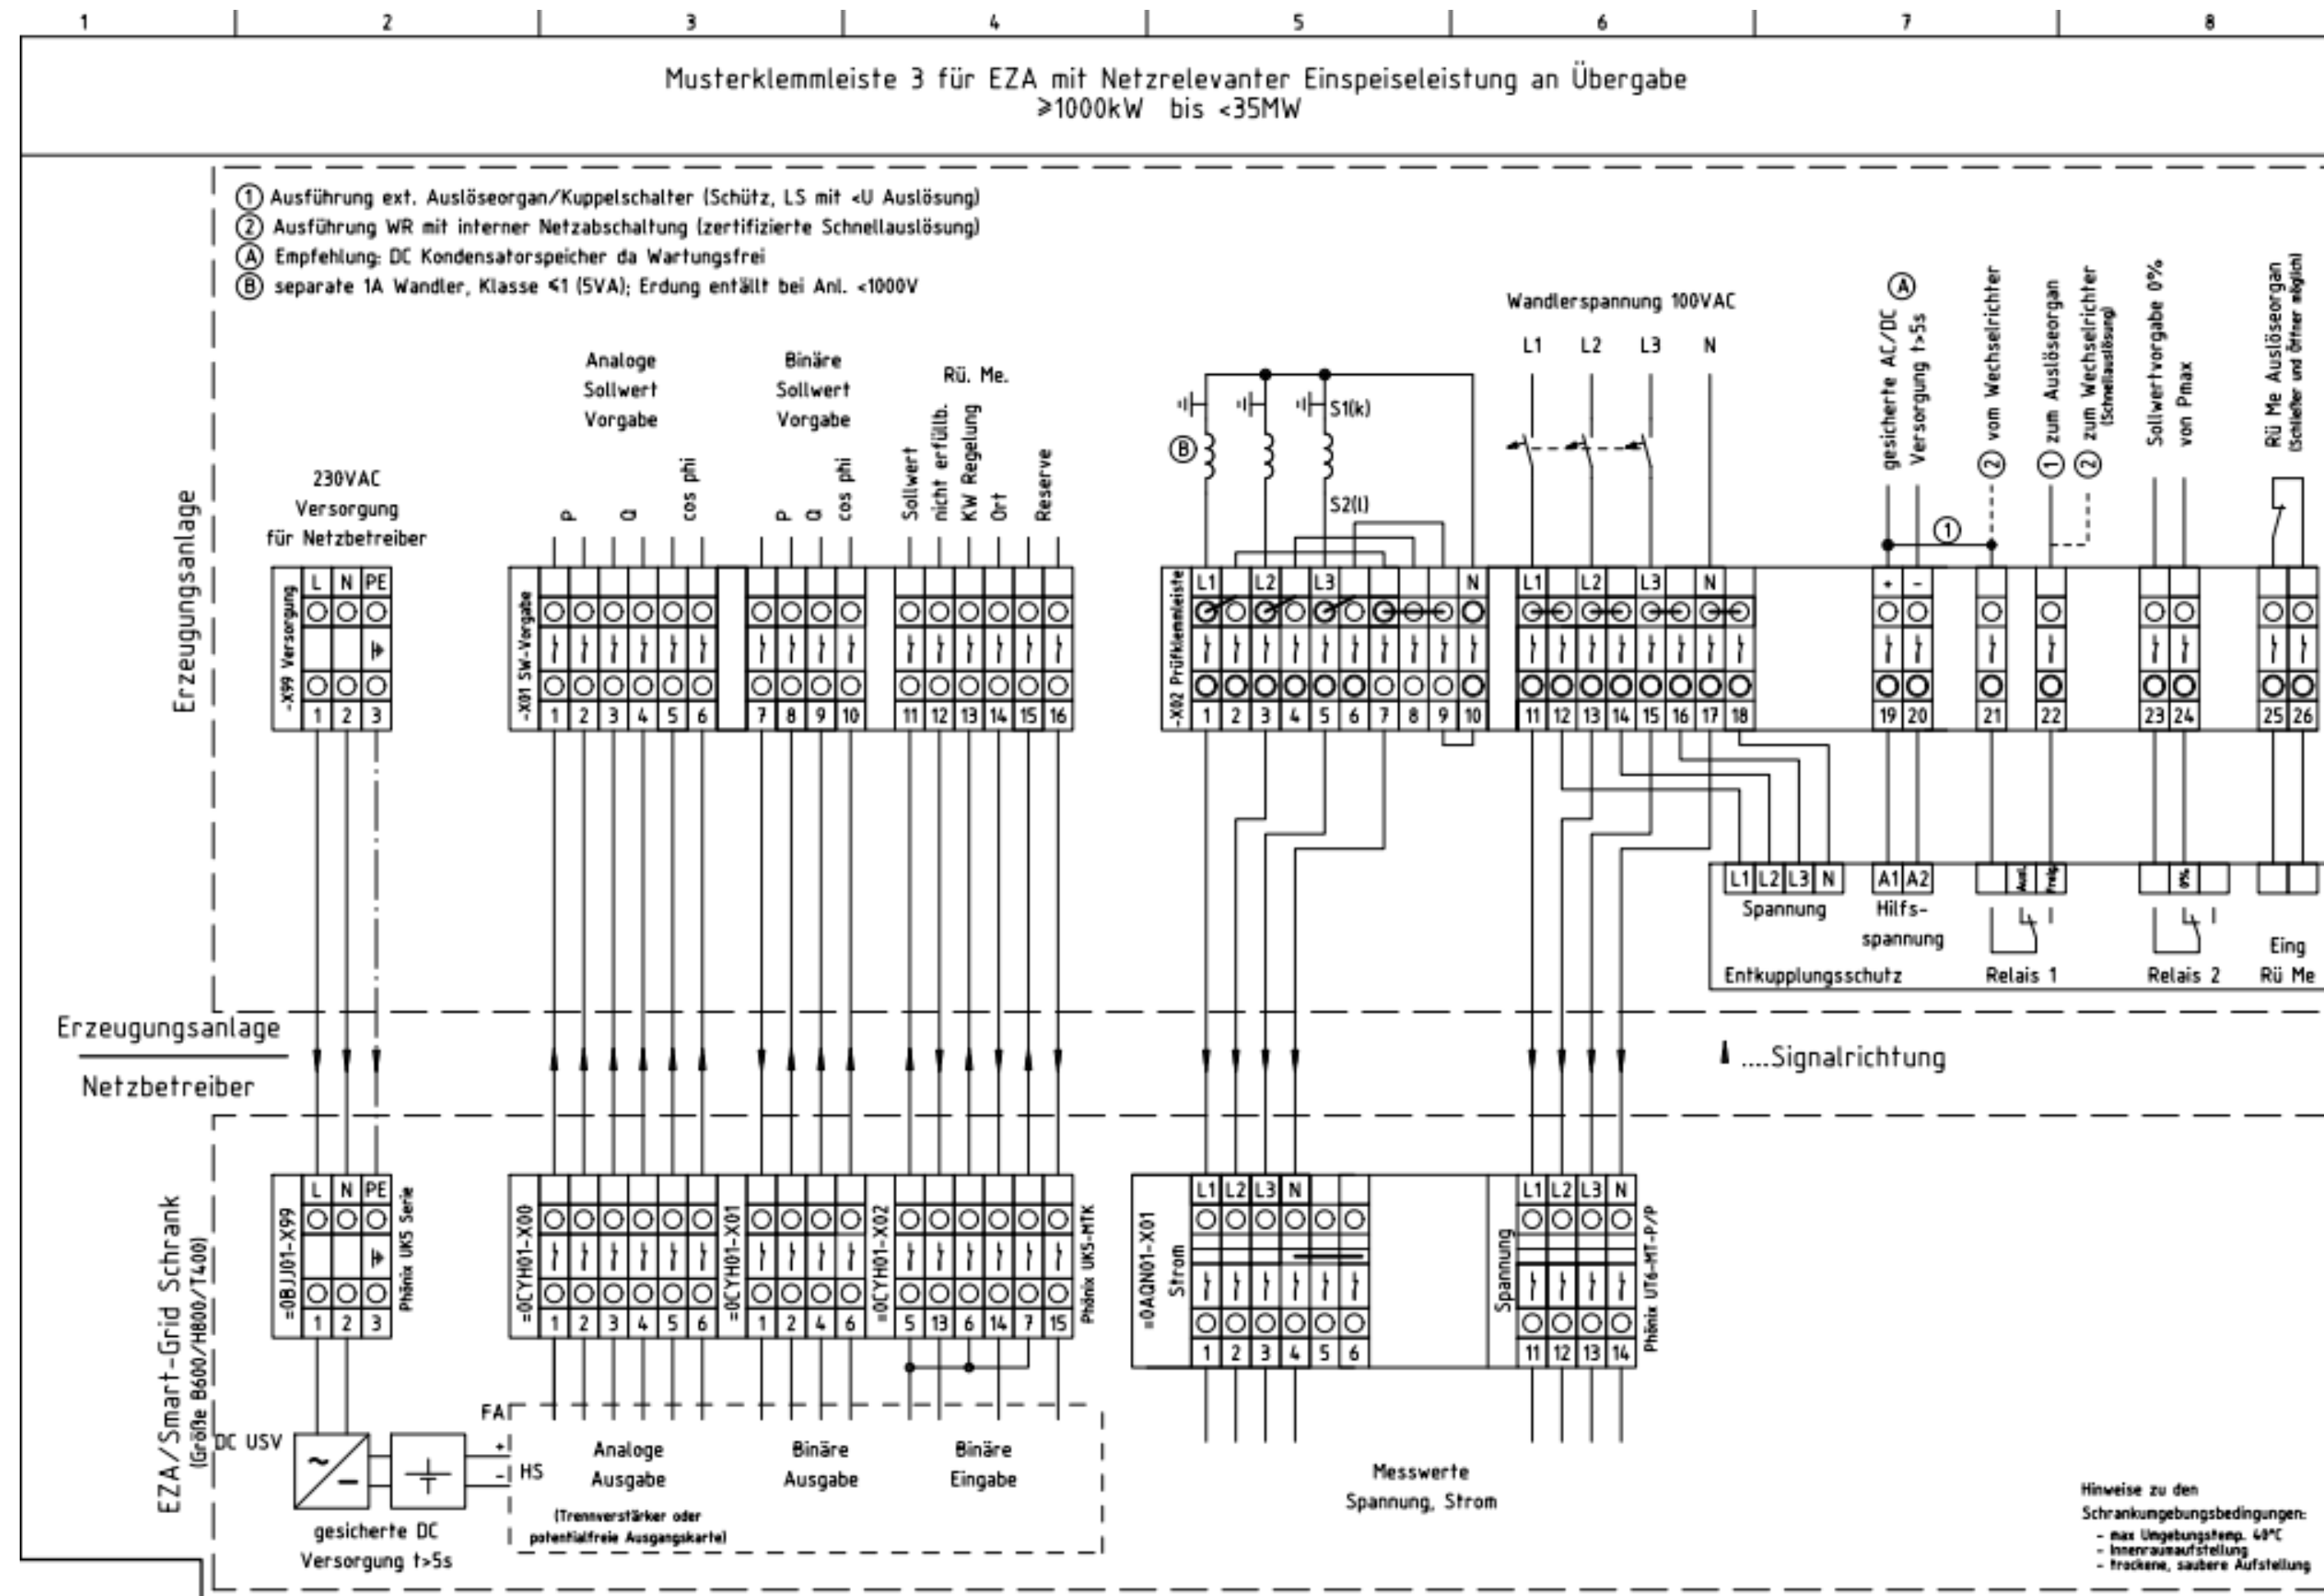 1 2 3 4 5 6 7 8
Musterklemmleiste 3 für EZA mit Netzrelevanter Einspeiseleistung an Übergabe
≥1000kW bis <35MW
1 Ausführung ext. Auslöseorgan/Kuppelschalter (Schütz, LS mit <U Auslösung)
2 Ausführung WR mit interner Netzabschaltung (zertifizierte Schnellauslösung)
A Empfehlung: DC Kondensatorspeicher da Wartungsfrei
B separate 1A Wandler, Klasse ≤1 (5VA); Erdung entällt bei Anl. <1000V
Erzeugungsanlage
230VAC
Versorgung
für Netzbetreiber
Analoge
Sollwert
Vorgabe
P
Q
cos phi
Binäre
Sollwert
Vorgabe
P
Q
cos phi
Rü. Me.
Sollwert
nicht erfüllb.
KW Regelung
Ort
Reserve
B
S1(k)
S2(l)
Wandlerspannung 100VAC
L1 L2 L3 N
A
gesicherte AC/DC
Versorgung t>5s
1
2 vom Wechselrichter
1 zum Auslöseorgan
2 zum Wechselrichter
(Schnellauslösung)
Sollwertvorgabe 0%
von Pmax
Rü Me Auslöseorgan
(Schließer und Öffner möglich)
-X99 Versorgung
L N PE
1 2 3
-X01 SW-Vorgabe
1 2 3 4 5 6 7 8 9 10 11 12 13 14 15 16
-X02 Prüfklemmleiste
L1 L2 L3 N L1 L2 L3 N + -
1 2 3 4 5 6 7 8 9 10 11 12 13 14 15 16 17 18 19 20 21 22 23 24 25 26
L1 L2 L3 N
Spannung
A1 A2
Hilfs-
spannung
Ausl.
Freig.
0%
Entkupplungsschutz
Relais 1
Relais 2
Eing
Rü Me
Erzeugungsanlage
Netzbetreiber
....Signalrichtung
EZA/Smart-Grid Schrank
(Größe B600/H800/T400)
=0BJJ01-X99
L N PE
1 2 3
Phönix UK5 Serie
=0CYH01-X00
1 2 3 4 5 6
=0CYH01-X01
1 2 4 6
=0CYH01-X02
5 13 6 14 7 15
Phönix UK5-MTK
=0AQN01-X01
Strom
L1 L2 L3 N
1 2 3 4 5 6
Spannung
L1 L2 L3 N
11 12 13 14
Phönix UT6-MT-P/P
DC USV
FA
+
-
HS
gesicherte DC
Versorgung t>5s
Analoge
Ausgabe
(Trennverstärker oder
potentialfreie Ausgangskarte)
Binäre
Ausgabe
Binäre
Eingabe
Messwerte
Spannung, Strom
Hinweise zu den
Schrankumgebungsbedingungen:
- max Umgebungstemp. 40°C
- Innenraumaufstellung
- trockene, saubere Aufstellung